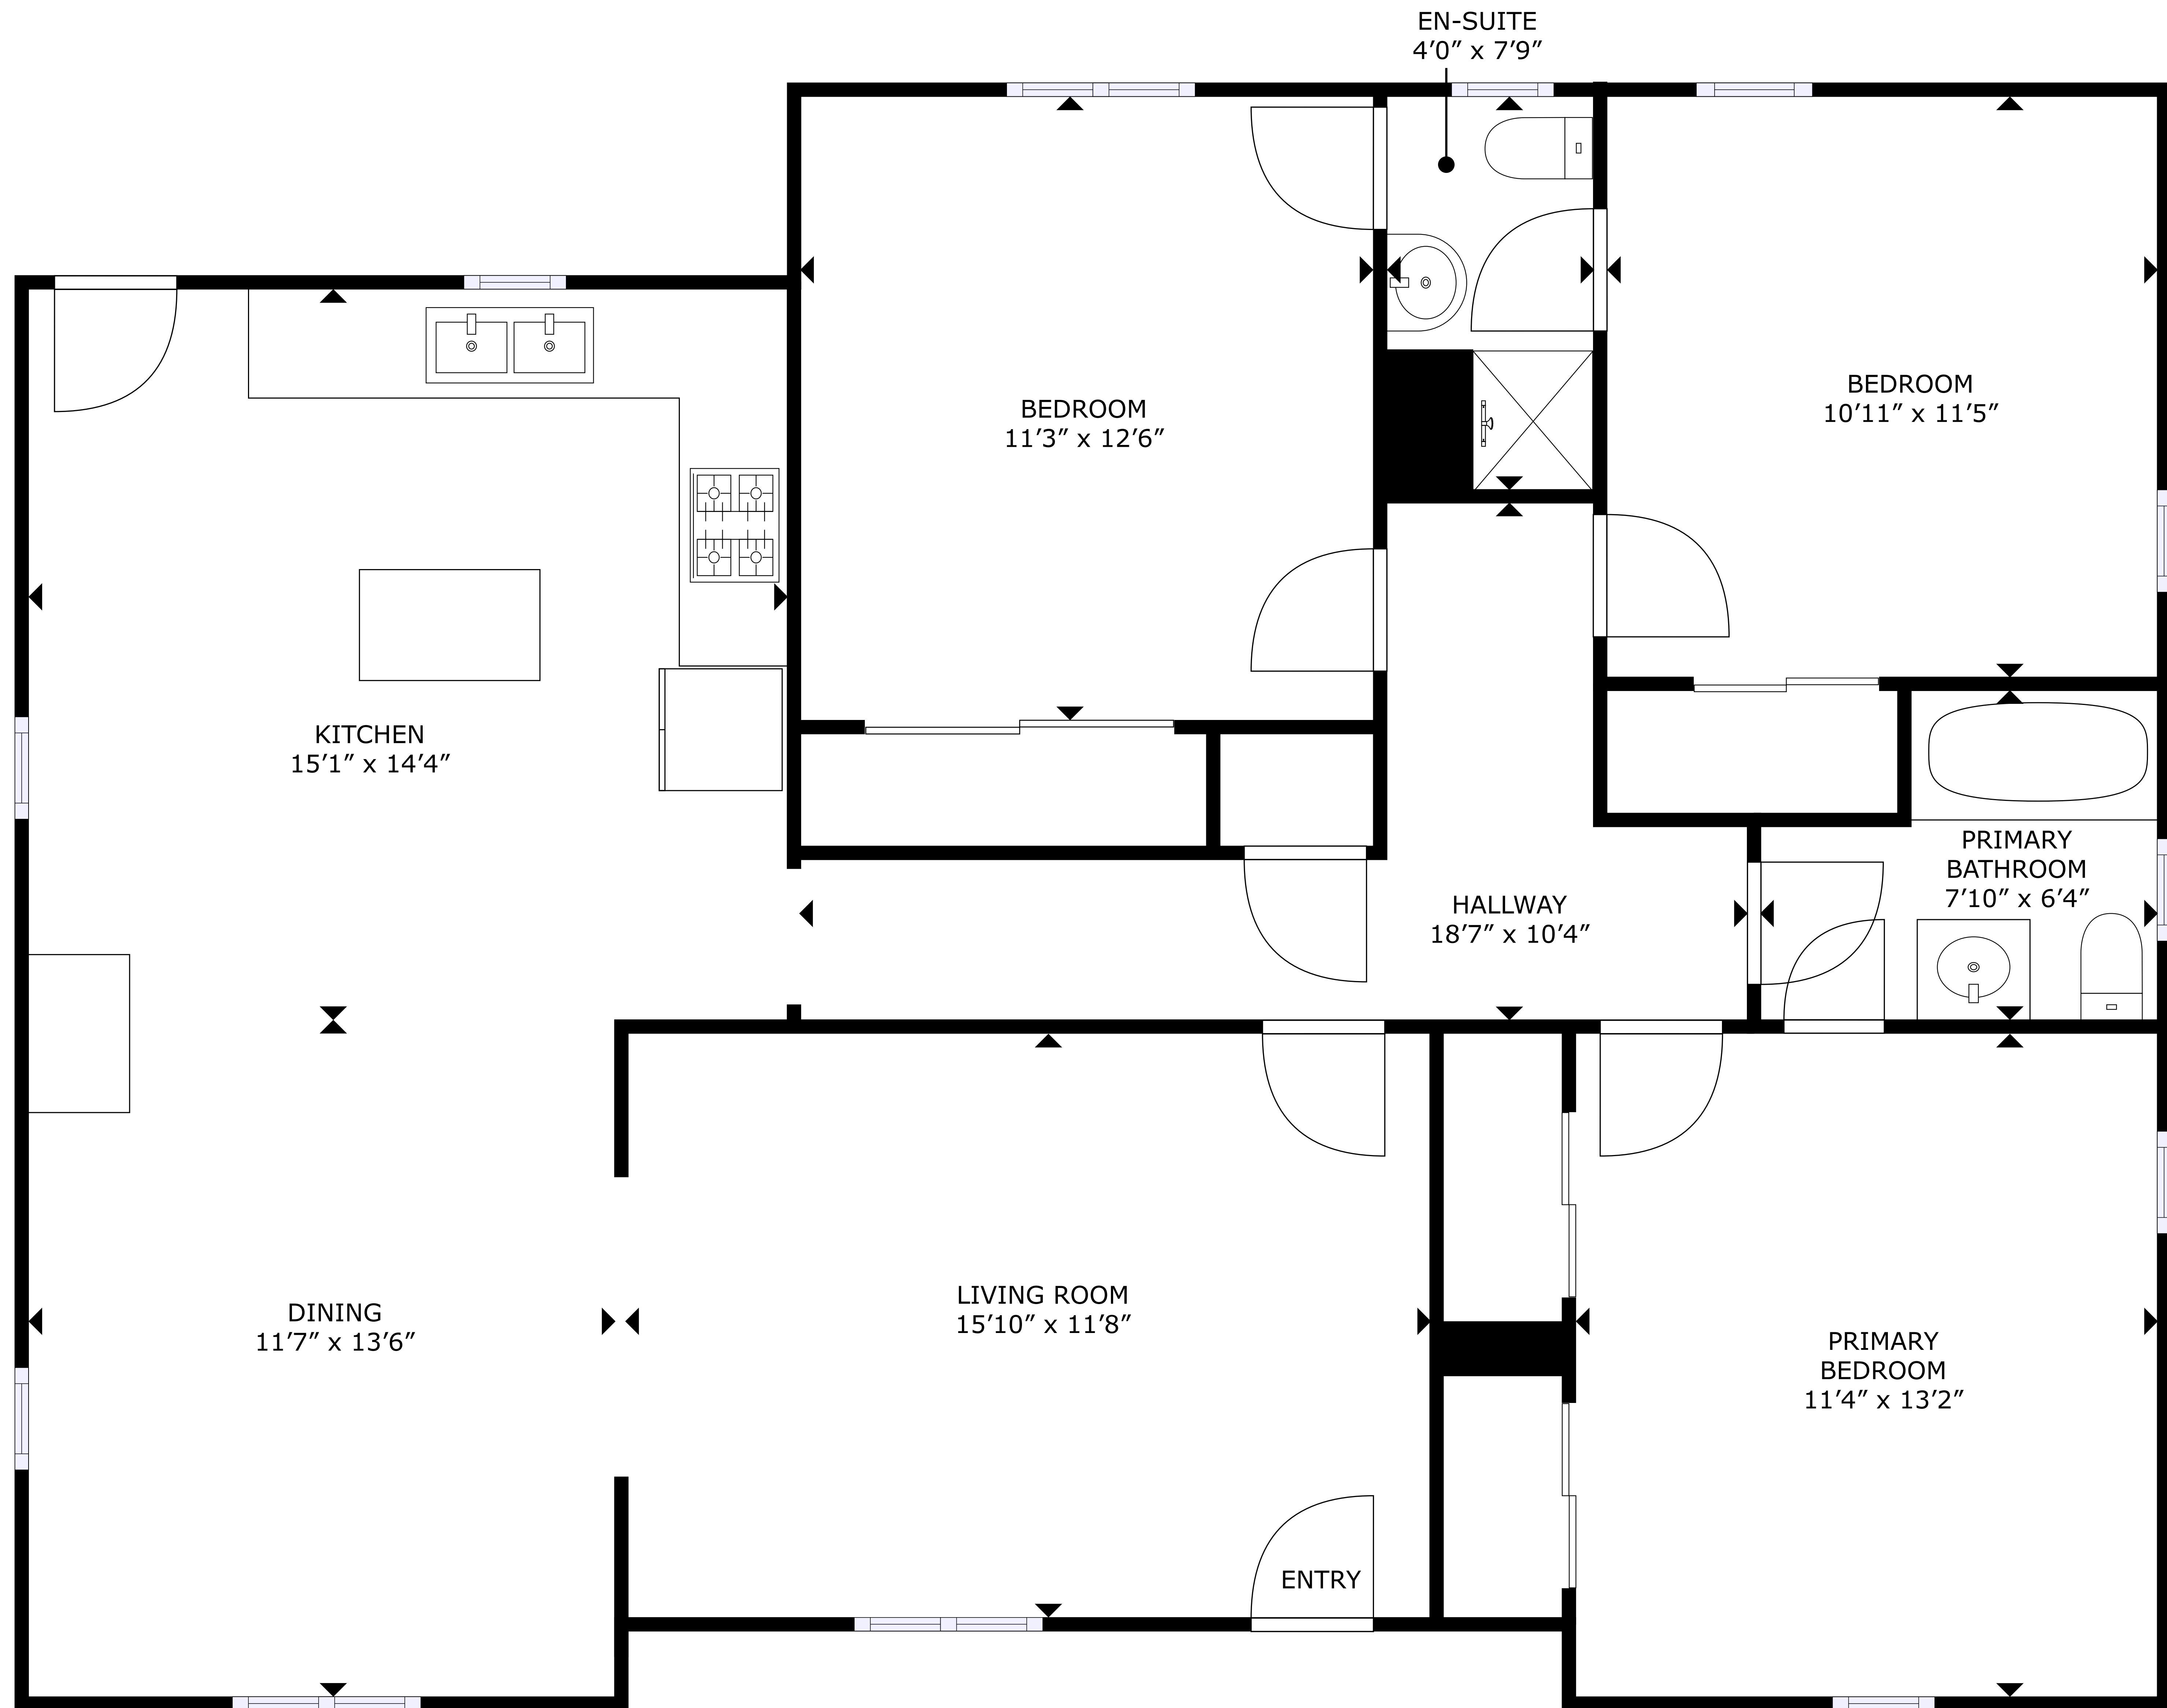 EN-SUITE
4’0” x 7’9”
BEDROOM
11’3” x 12’6”
BEDROOM
10’11” x 11’5”
KITCHEN
15’1” x 14’4”
PRIMARY
BATHROOM
7’10” x 6’4”
HALLWAY
18’7” x 10’4”
DINING
11’7” x 13’6”
LIVING ROOM
15’10” x 11’8”
PRIMARY
BEDROOM
11’4” x 13’2”
ENTRY